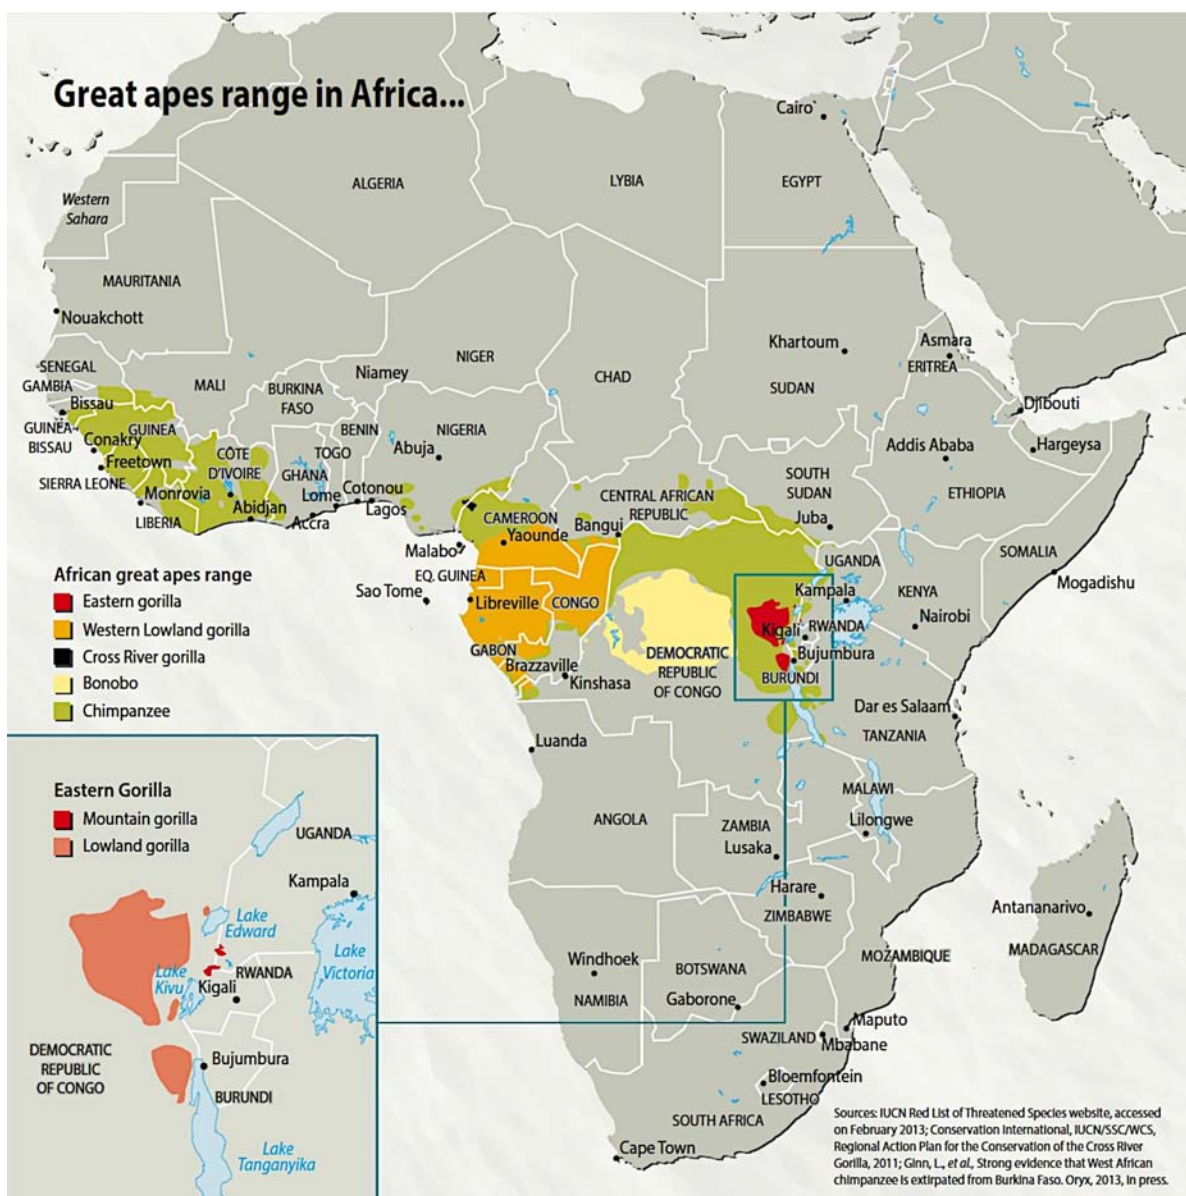 Great apes range in Africa...
Cairo
ALGERIA
LYBIA
EGYPT
Western
Sahara
MAURITANIA
Nouakchott
Khartoum
Asmara
ERITREA
NIGER
CHAD
SUDAN
SENEGAL
GAMBIA
MALI
BURKINA
FASO
Niamey
Djibouti
Bissau
GUINEA-
BISSAU
GUINEA
Conakry
Freetown
SIERRA LEONE
CÔTE
D'IVOIRE
BENIN
TOGO
GHANA
NIGERIA
Abuja
Addis Ababa
Hargeysa
Monrovia
LIBERIA
Abidjan
Accra
Lome
Cotonou
Lagos
CENTRAL AFRICAN
REPUBLIC
SOUTH
SUDAN
ETHIOPIA
CAMEROON
Bangui
Yaounde
Juba
Malabo
EQ. GUINEA
UGANDA
SOMALIA
Sao Tome
Libreville
CONGO
Kampala
KENYA
Mogadishu
Nairobi
GABON
Brazzaville
Kinshasa
DEMOCRATIC
REPUBLIC
OF CONGO
Kigali
RWANDA
Bujumbura
BURUNDI
Dar es Salaam
TANZANIA
African great apes range
Eastern gorilla
Western Lowland gorilla
Cross River gorilla
Bonobo
Chimpanzee
Luanda
ANGOLA
MALAWI
Lilongwe
ZAMBIA
Lusaka
Harare
ZIMBABWE
Antananarivo
MADAGASCAR
MOZAMBIQUE
Windhoek
NAMIBIA
BOTSWANA
Gaborone
SWAZILAND
Maputo
Mbabane
Bloemfontein
LESOTHO
SOUTH AFRICA
Cape Town
Eastern Gorilla
Mountain gorilla
Lowland gorilla
UGANDA
Kampala
Lake
Edward
Lake
Victoria
Lake
Kivu
RWANDA
Kigali
DEMOCRATIC
REPUBLIC
OF CONGO
Bujumbura
BURUNDI
Lake
Tanganyika
Sources: IUCN Red List of Threatened Species website, accessed
on February 2013; Conservation International, IUCN/SSC/WCS,
Regional Action Plan for the Conservation of the Cross River
Gorilla, 2011; Ginn, L., et al., Strong evidence that West African
chimpanzee is extirpated from Burkina Faso. Oryx, 2013, in press.